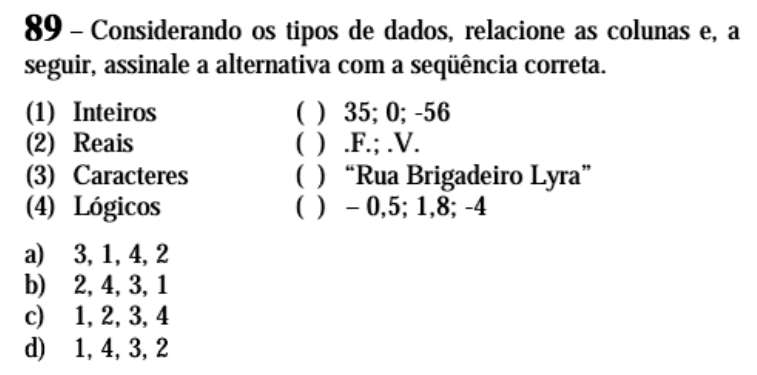 89 – Considerando os tipos de dados, relacione as colunas e, a
seguir, assinale a alternativa com a seqüência correta.
(1) Inteiros ( ) 35; 0; -56
(2) Reais ( ) .F.; .V.
(3) Caracteres ( ) “Rua Brigadeiro Lyra”
(4) Lógicos ( ) – 0,5; 1,8; -4
a) 3, 1, 4, 2
b) 2, 4, 3, 1
c) 1, 2, 3, 4
d) 1, 4, 3, 2